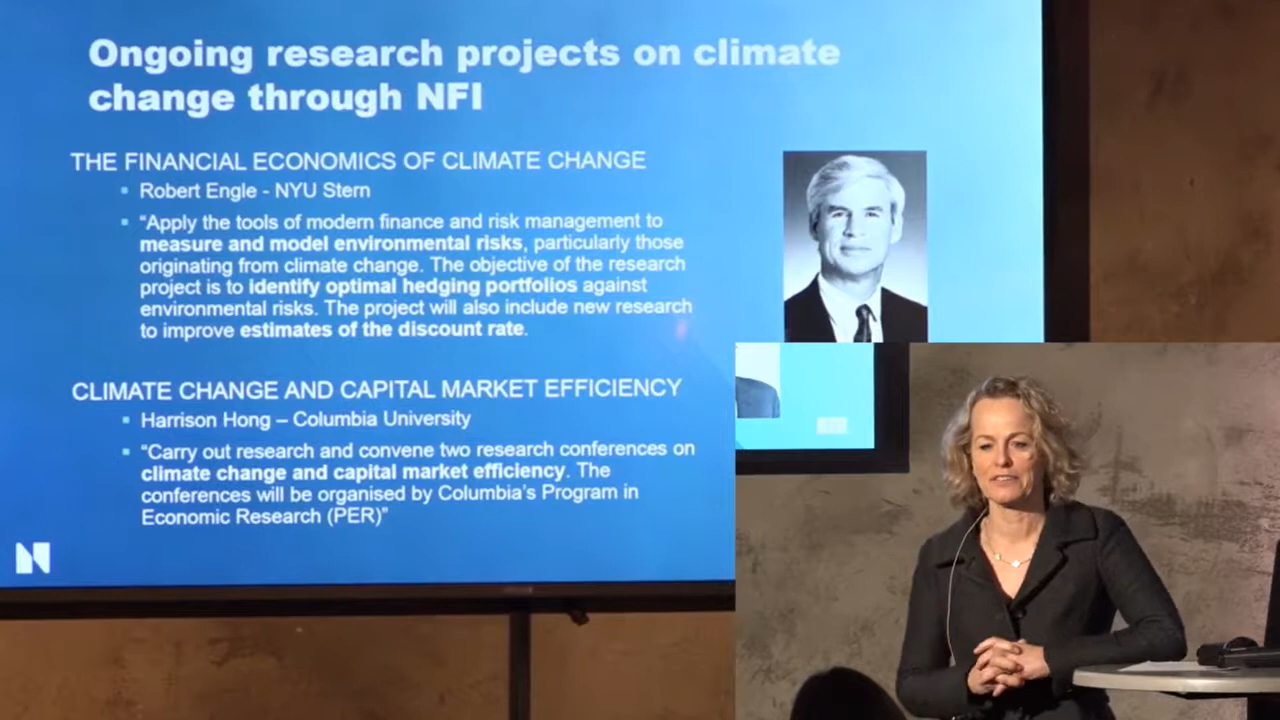 Ongoing research projects on climate
change through NFI
THE FINANCIAL ECONOMICS OF CLIMATE CHANGE
Robert Engle - NYU Stern
“Apply the tools of modern finance and risk management to
measure and model environmental risks, particularly those
originating from climate change. The objective of the research
project is to identify optimal hedging portfolios against
environmental risks. The project will also include new research
to improve estimates of the discount rate.
CLIMATE CHANGE AND CAPITAL MARKET EFFICIENCY
Harrison Hong – Columbia University
“Carry out research and convene two research conferences on
climate change and capital market efficiency. The
conferences will be organised by Columbia’s Program in
Economic Research (PER)”
N